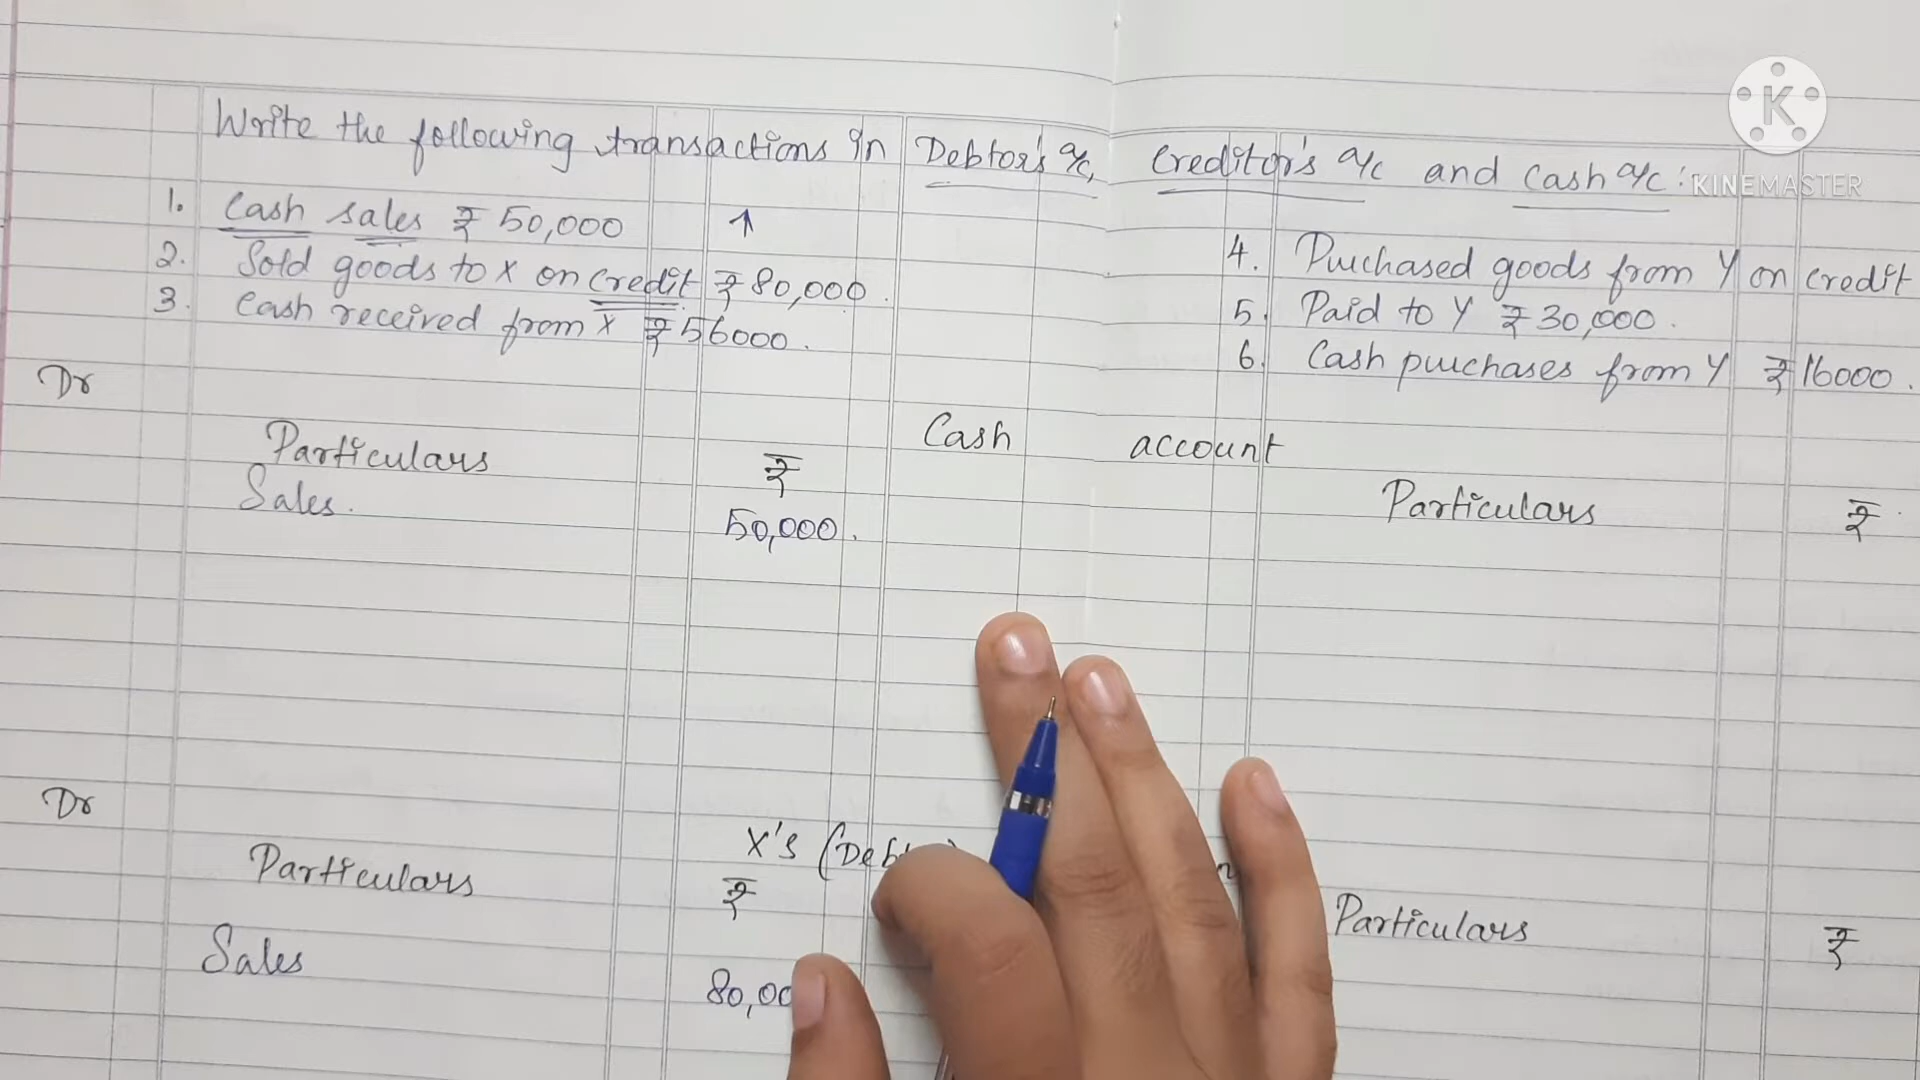 Write the following transactions in Debtor's a/c, Creditor's a/c and cash a/c:
1. Cash sales ₹ 50,000
2. Sold goods to X on credit ₹ 80,000.
3. Cash received from X ₹ 56000.
4. Purchased goods from Y on credit
5. Paid to Y ₹ 30,000.
6. Cash purchases from Y ₹ 16000.
Dr
Cash account
Particulars ₹ Particulars ₹
Sales. 50,000.
Dr
X's
Particulars ₹ Particulars ₹
Sales
K
KINEMASTER